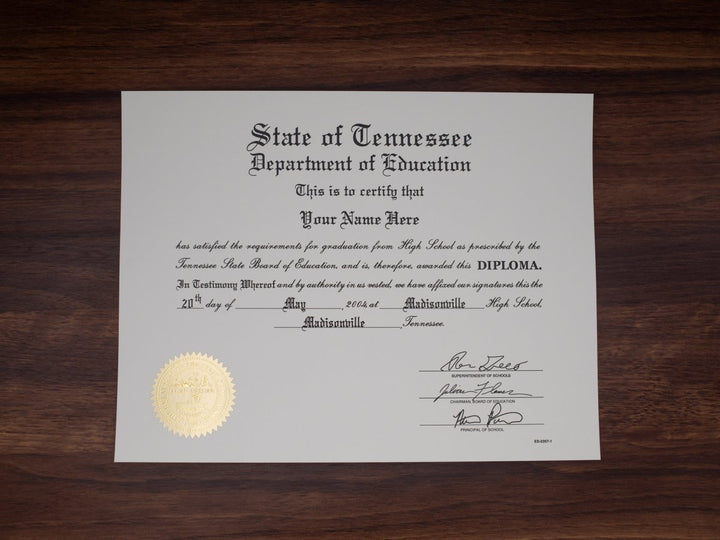 State of Tennessee
Department of Education
This is to certify that
Your Name Here
has satisfied the requirements for graduation from High School as prescribed by the
Tennessee State Board of Education, and is, therefore, awarded this DIPLOMA.
In Testimony Whereof and by authority in us vested, we have affixed our signatures this the
20th day of May, 2004, at Madisonville High School,
Madisonville, Tennessee.
SUPERINTENDENT OF SCHOOLS
CHAIRMAN BOARD OF EDUCATION
PRINCIPAL OF SCHOOL